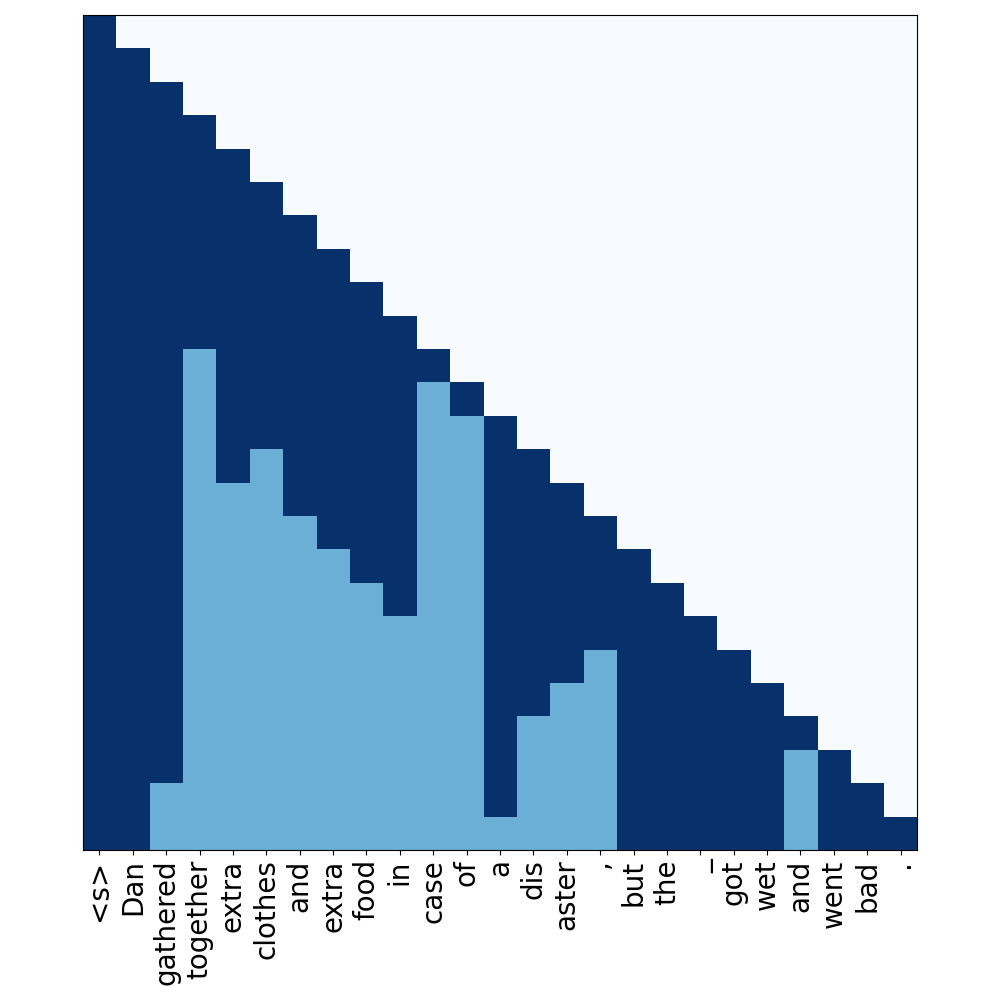 <s> Dan gathered together extra clothes and extra food in case of a dis aster , but the _ got wet and went bad .